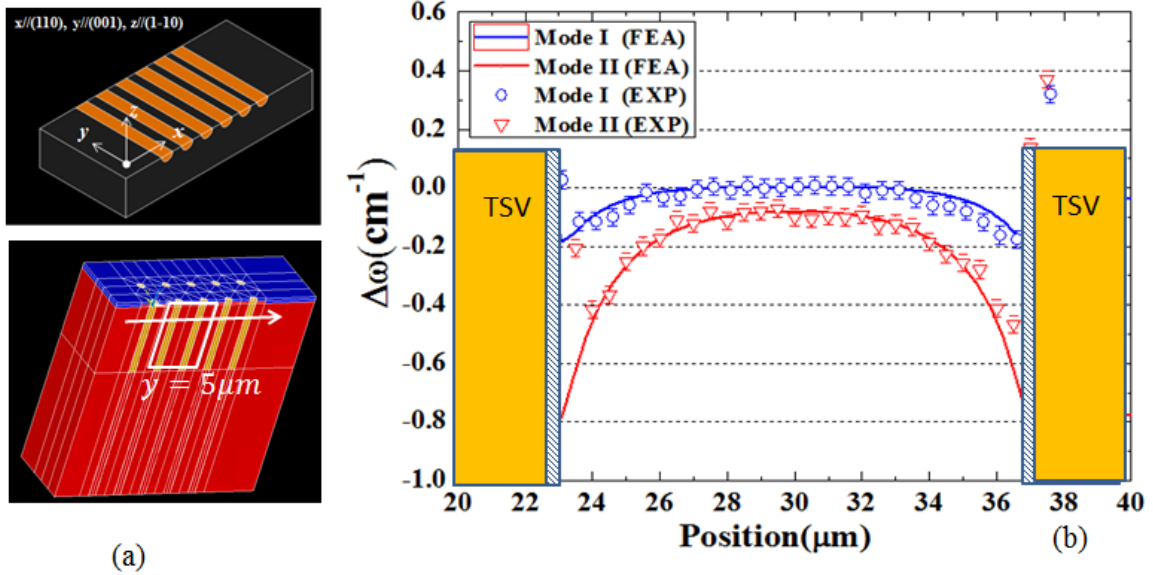 x//(110), y//(001), z//(1-10)
z
y
x
y = 5μm
(a)
0.6
0.4
0.2
0.0
-0.2
-0.4
-0.6
-0.8
-1.0
Δω(cm⁻¹)
Mode I (FEA)
Mode II (FEA)
Mode I (EXP)
Mode II (EXP)
TSV
TSV
20 22 24 26 28 30 32 34 36 38 40
Position(μm)
(b)